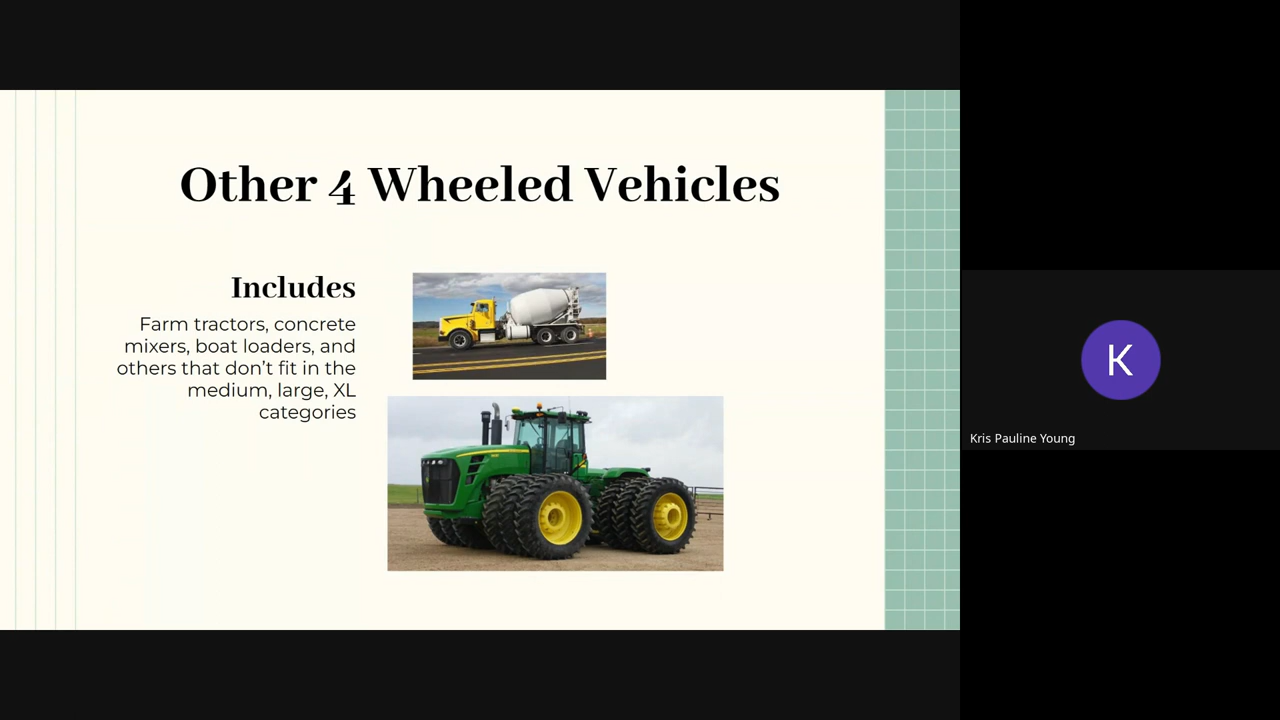 Other 4 Wheeled Vehicles
Includes
Farm tractors, concrete
mixers, boat loaders, and
others that don’t fit in the
medium, large, XL
categories
K
Kris Pauline Young